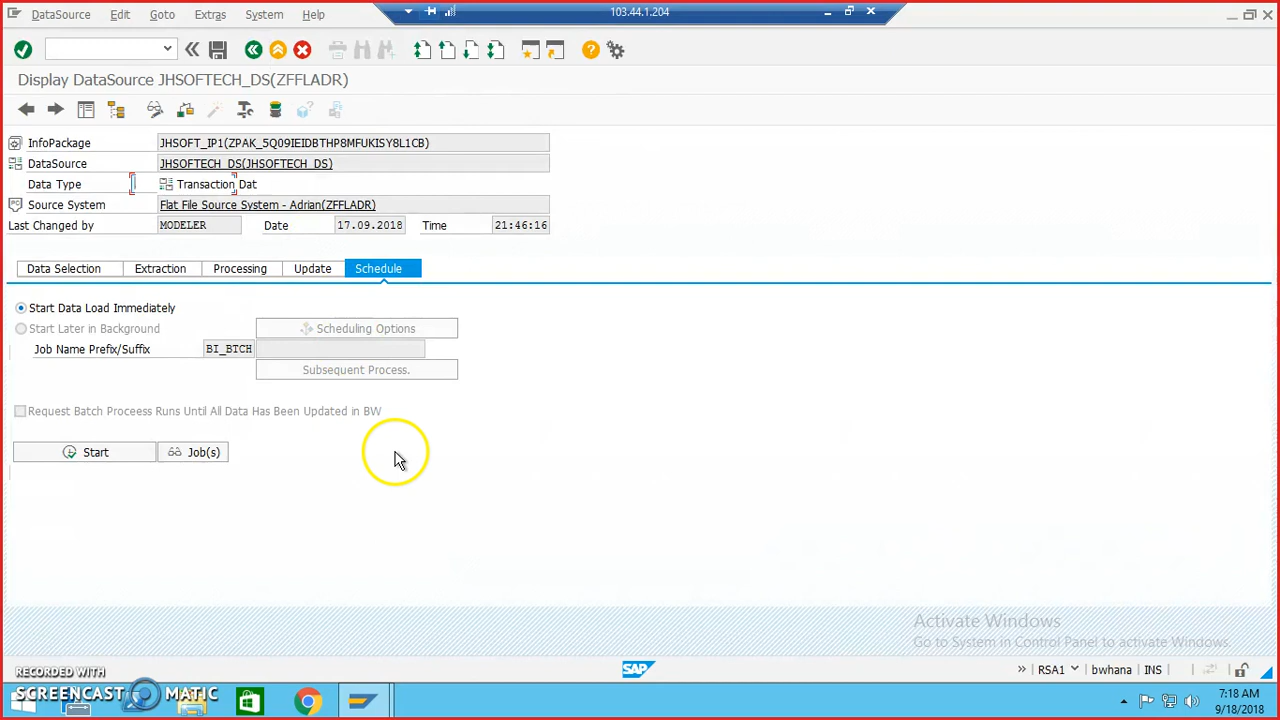 DataSource Edit Goto Extras System Help
103.44.1.204
Display DataSource JHSOFTECH_DS(ZFFLADR)
InfoPackage JHSOFT_IP1(ZPAK_5Q09IEIDBTHP8MFUKISY8L1CB)
DataSource JHSOFTECH_DS(JHSOFTECH_DS)
Data Type Transaction Dat
Source System Flat File Source System - Adrian(ZFFLADR)
Last Changed by MODELER Date 17.09.2018 Time 21:46:16
Data Selection Extraction Processing Update Schedule
Start Data Load Immediately
Start Later in Background Scheduling Options
Job Name Prefix/Suffix BI_BTCH
Subsequent Process.
Request Batch Proceess Runs Until All Data Has Been Updated in BW
Start Job(s)
Activate Windows
Go to System in Control Panel to activate Windows.
SAP » RSA1 bwhana INS
RECORDED WITH
SCREENCAST MATIC
7:18 AM
9/18/2018